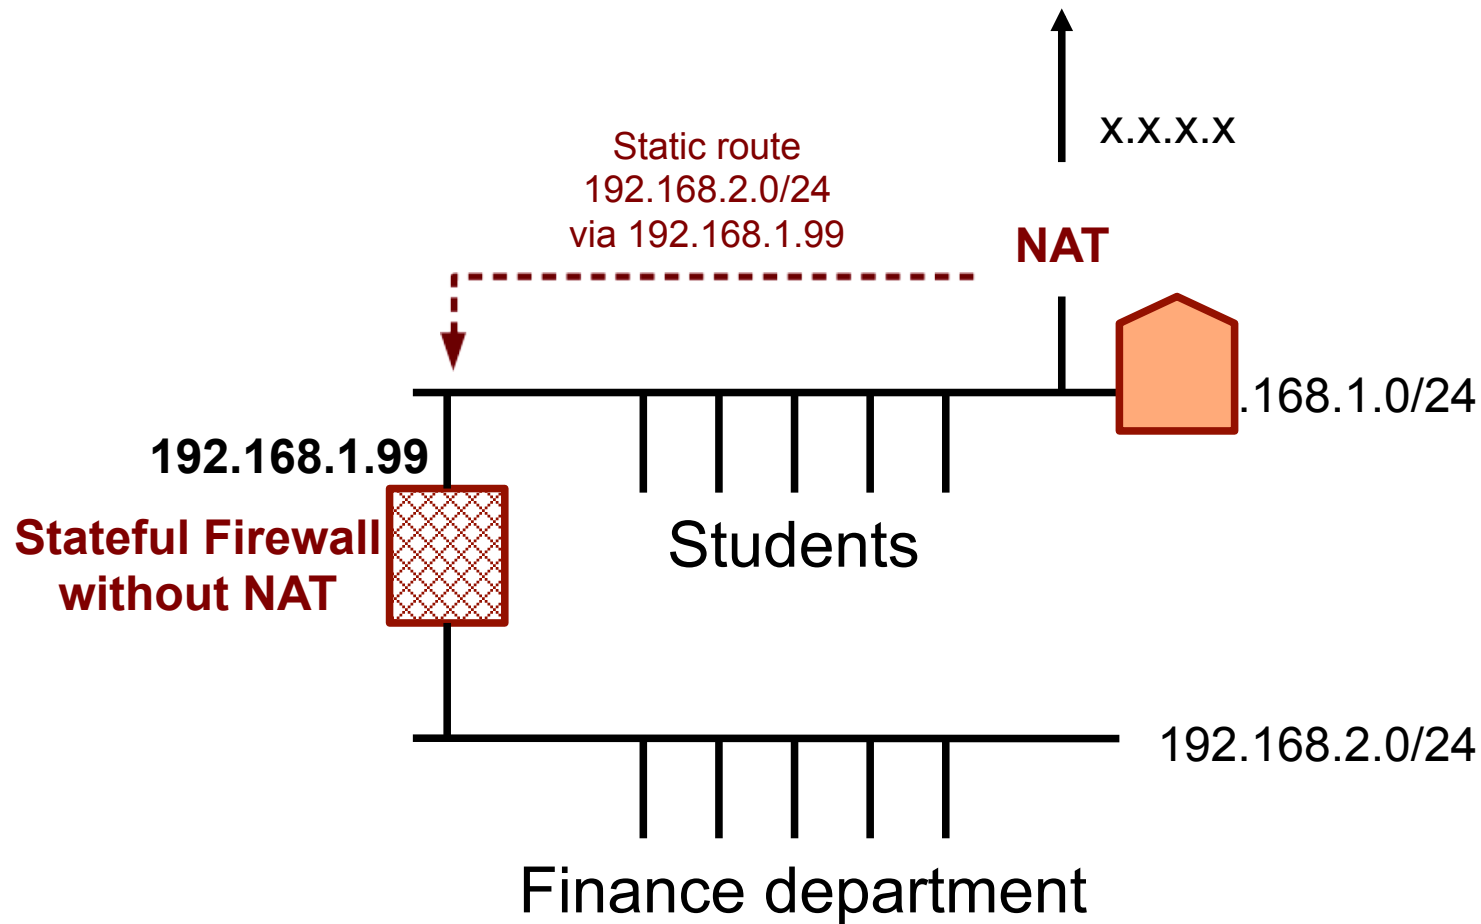 x.x.x.x
Static route
192.168.2.0/24
via 192.168.1.99
NAT
.168.1.0/24
192.168.1.99
Stateful Firewall
without NAT
Students
192.168.2.0/24
Finance department